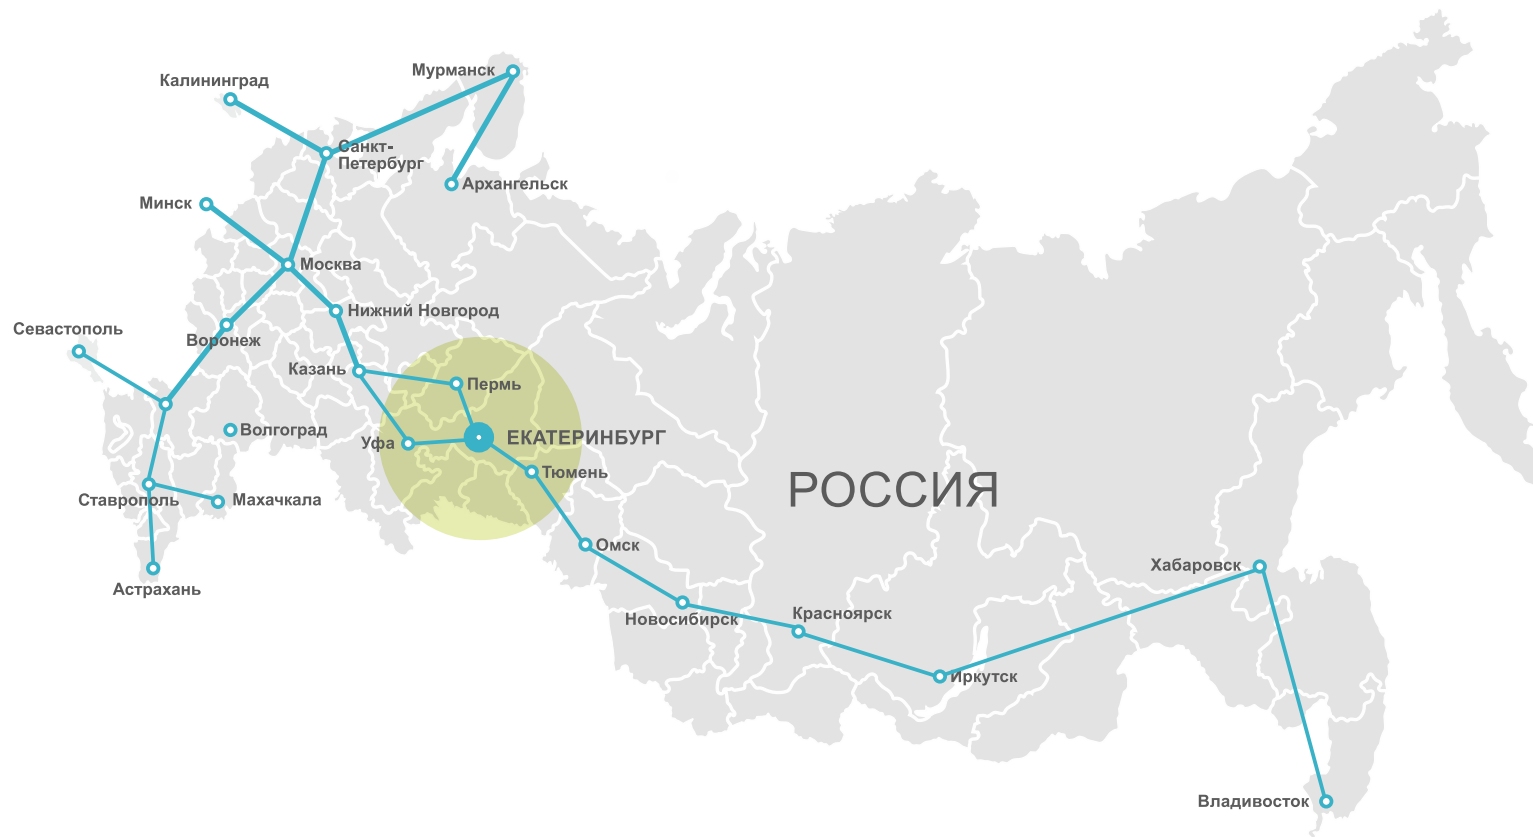 Мурманск
Калининград
Санкт-
Петербург
Архангельск
Минск
Москва
Нижний Новгород
Севастополь
Воронеж
Казань
Пермь
Волгоград
Уфа
ЕКАТЕРИНБУРГ
Тюмень
РОССИЯ
Ставрополь
Махачкала
Омск
Хабаровск
Астрахань
Новосибирск
Красноярск
Иркутск
Владивосток